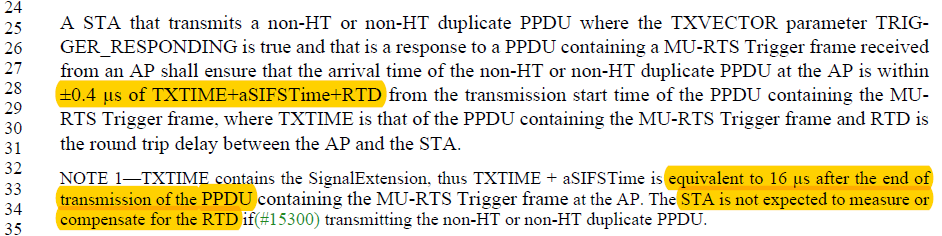 24
25 A STA that transmits a non-HT or non-HT duplicate PPDU where the TXVECTOR parameter TRIG-
26 GER_RESPONDING is true and that is a response to a PPDU containing a MU-RTS Trigger frame received
27 from an AP shall ensure that the arrival time of the non-HT or non-HT duplicate PPDU at the AP is within
28 ±0.4 µs of TXTIME+aSIFSTime+RTD from the transmission start time of the PPDU containing the MU-
29 RTS Trigger frame, where TXTIME is that of the PPDU containing the MU-RTS Trigger frame and RTD is
30
31 the round trip delay between the AP and the STA.
32 NOTE 1—TXTIME contains the SignalExtension, thus TXTIME + aSIFSTime is equivalent to 16 µs after the end of
33 transmission of the PPDU containing the MU-RTS Trigger frame at the AP. The STA is not expected to measure or
34 compensate for the RTD if(#15300) transmitting the non-HT or non-HT duplicate PPDU.
35